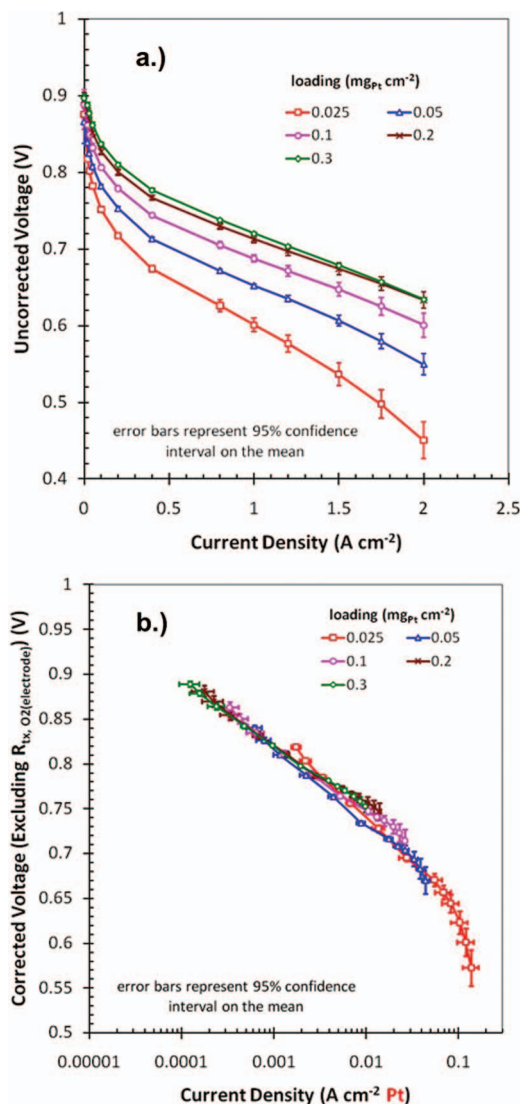 a.)
loading (mgPt cm-2)
0.025 0.05
0.1 0.2
0.3
1
0.9
0.8
0.7
0.6
0.5
0.4
Uncorrected Voltage (V)
error bars represent 95% confidence
interval on the mean
0 0.5 1 1.5 2 2.5
Current Density (A cm-2)
b.)
loading (mgPt cm-2)
0.025 0.05
0.1 0.2
0.3
1
0.95
0.9
0.85
0.8
0.75
0.7
0.65
0.6
0.55
0.5
Corrected Voltage (Excluding Rtx, O2(electrode)) (V)
error bars represent 95% confidence
interval on the mean
0.00001 0.0001 0.001 0.01 0.1
Current Density (A cm-2 Pt)